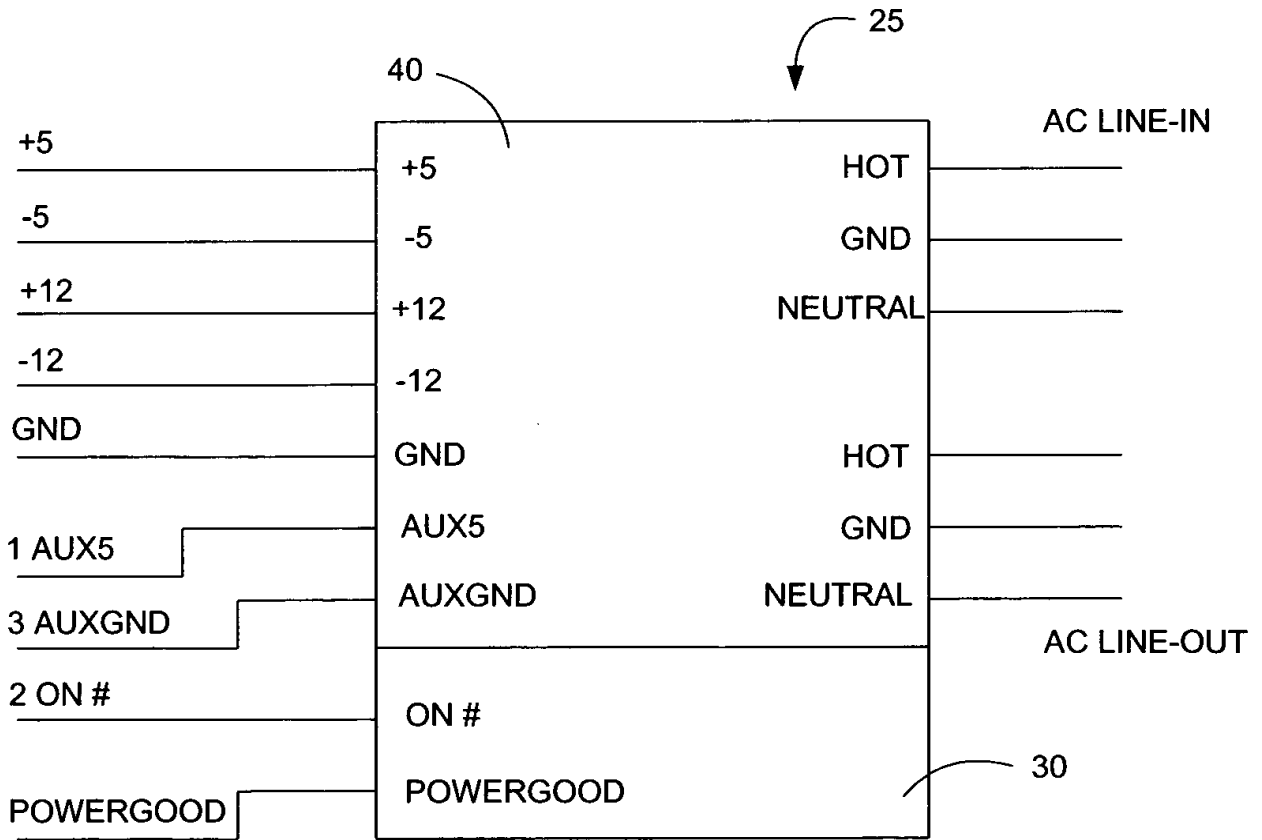 25
40
AC LINE-IN
+5
+5
HOT
-5
-5
GND
+12
+12
NEUTRAL
-12
-12
GND
GND
HOT
1 AUX5
AUX5
GND
3 AUXGND
AUXGND
NEUTRAL
AC LINE-OUT
2 ON #
ON #
30
POWERGOOD
POWERGOOD